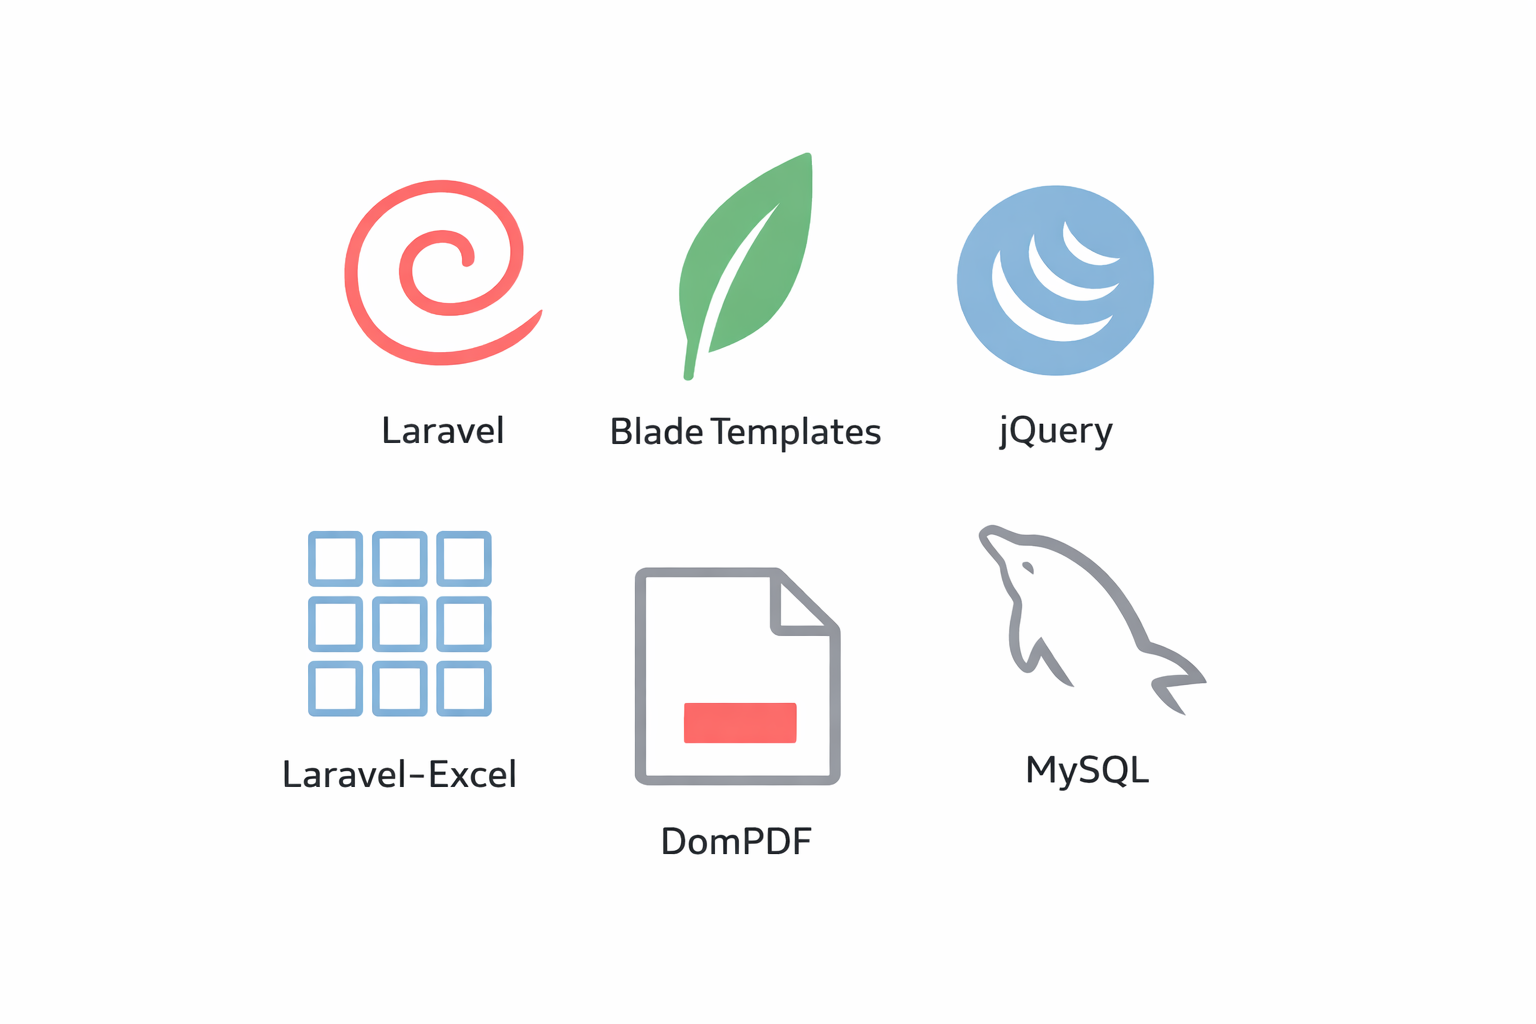 Laravel
Blade Templates
jQuery
Laravel-Excel
DomPDF
MySQL